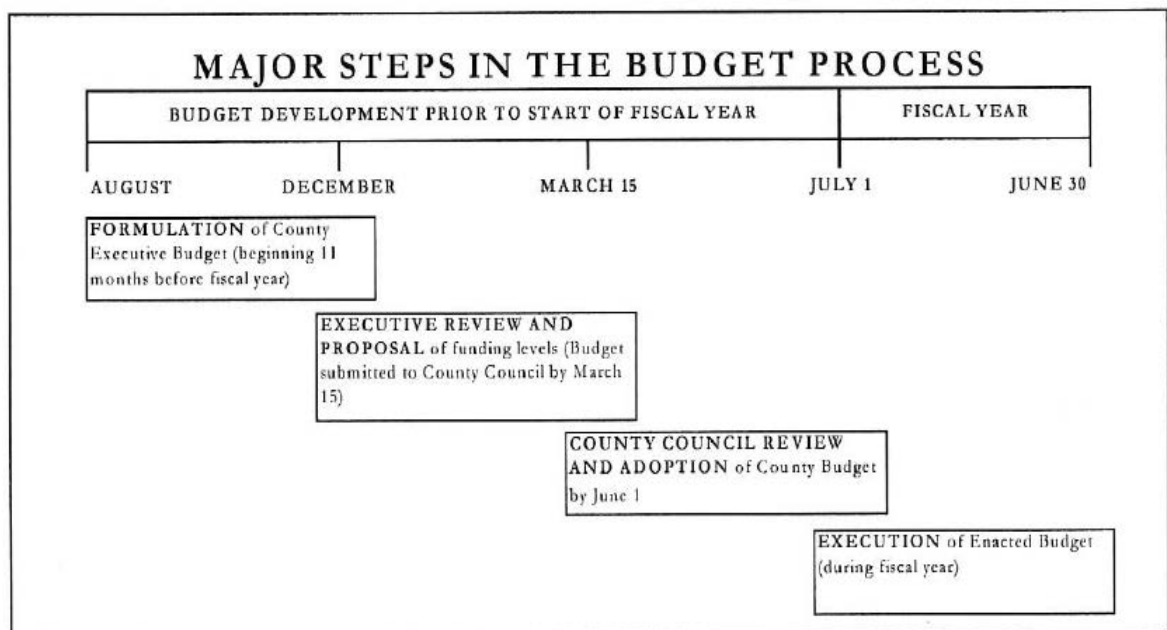 MAJOR STEPS IN THE BUDGET PROCESS
BUDGET DEVELOPMENT PRIOR TO START OF FISCAL YEAR
FISCAL YEAR
AUGUST
DECEMBER
MARCH 15
JULY 1
JUNE 30
FORMULATION of County
Executive Budget (beginning 11
months before fiscal year)
EXECUTIVE REVIEW AND
PROPOSAL of funding levels (Budget
submitted to County Council by March
15)
COUNTY COUNCIL REVIEW
AND ADOPTION of County Budget
by June 1
EXECUTION of Enacted Budget
(during fiscal year)